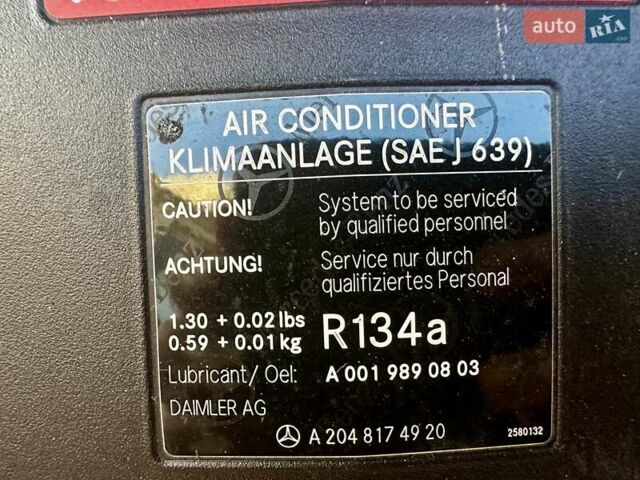 auto RIA.com
AIR CONDITIONER
KLIMAANLAGE (SAE J 639)
CAUTION! System to be serviced
by qualified personnel
ACHTUNG! Service nur durch
qualifiziertes Personal
1.30 + 0.02 lbs
0.59 + 0.01 kg R134a
Lubricant/ Oel: A 001 989 08 03
DAIMLER AG
A 204 817 49 20 2580132